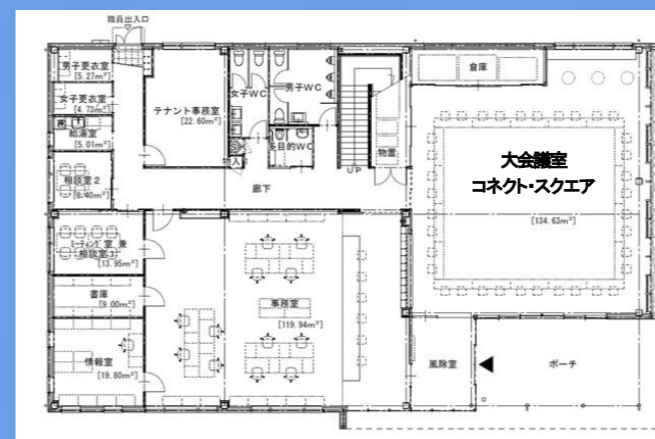 職員出入口
男子更衣室
[5.27m²]
女子更衣室
[4.73m²]
給湯室
[5.01m²]
相談室2
[8.40m²]
テナント事務室
[22.60m²]
女子WC
男子WC
多目的WC
物入
廊下
UP
物置
倉庫
大会議室
コネクト・スクエア
[134.63m²]
ミーティング室 兼
相談室1
[13.95m²]
書庫
[9.00m²]
情報室
[19.80m²]
事務室
[119.94m²]
風除室
ポーチ